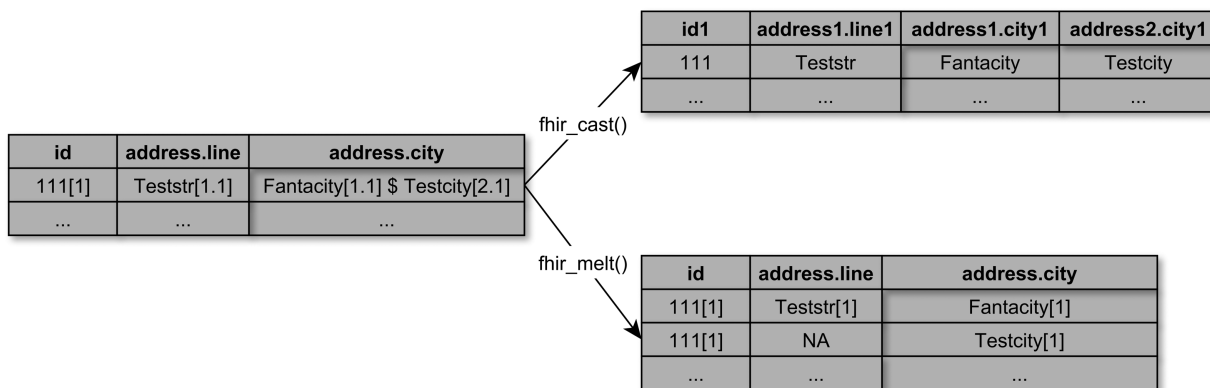 id1 address1.line1 address1.city1 address2.city1
111 Teststr Fantacity Testcity
... ... ... ...
fhir_cast()
id address.line address.city
111[1] Teststr[1.1] Fantacity[1.1] $ Testcity[2.1]
... ... ...
fhir_melt()
id address.line address.city
111[1] Teststr[1] Fantacity[1]
111[1] NA Testcity[1]
... ... ...